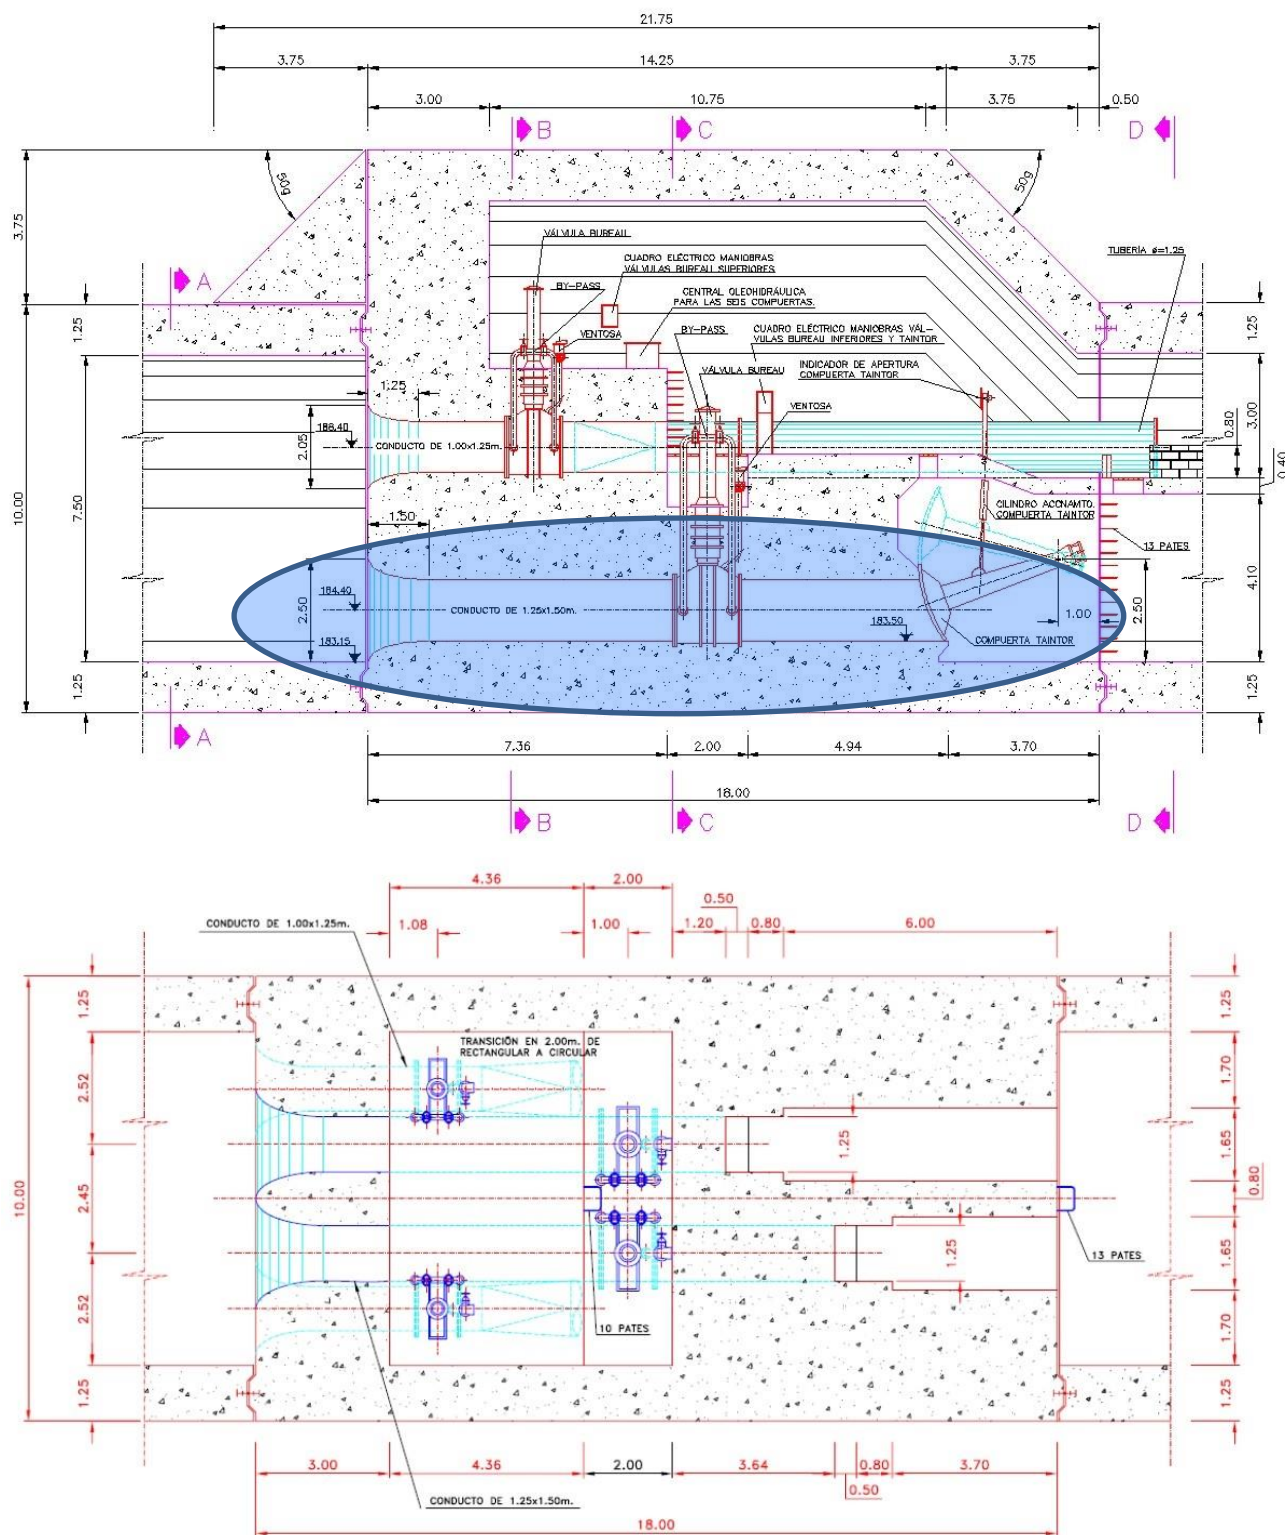 21.75
3.75
14.25
3.75
3.00
10.75
3.75
0.50
B
C
D
50g
50g
3.75
VÁLVULA BUREAU
CUADRO ELÉCTRICO MANIOBRAS
VÁLVULAS BUREAU SUPERIORES
TUBERÍA ø=1.25
A
BY-PASS
CENTRAL OLEOHIDRÁULICA
PARA LAS SEIS COMPUERTAS.
1.25
VENTOSA
BY-PASS
CUADRO ELÉCTRICO MANIOBRAS VÁL-
VULAS BUREAU INFERIORES Y TAINTOR
1.25
INDICADOR DE APERTURA
COMPUERTA TAINTOR
VÁLVULA BUREAU
1.25
VENTOSA
188.40
CONDUCTO DE 1.00x1.25m.
2.05
0.80
3.00
0.40
10.00
7.50
1.50
CILINDRO ACCNAMTO.
COMPUERTA TAINTOR
13 PATES
184.40
2.50
CONDUCTO DE 1.25x1.50m.
183.50
1.00
2.50
4.10
183.15
COMPUERTA TAINTOR
1.25
1.25
A
7.36
2.00
4.94
3.70
18.00
B
C
D
4.36
2.00
0.50
CONDUCTO DE 1.00x1.25m.
1.08
1.00
1.20
0.80
6.00
1.25
1.25
TRANSICIÓN EN 2.00m. DE
RECTANGULAR A CIRCULAR
2.52
1.70
1.25
1.65
10.00
2.45
0.80
1.25
1.65
13 PATES
2.52
10 PATES
1.70
1.25
1.25
3.00
4.36
2.00
3.64
0.80
3.70
0.50
CONDUCTO DE 1.25x1.50m.
18.00